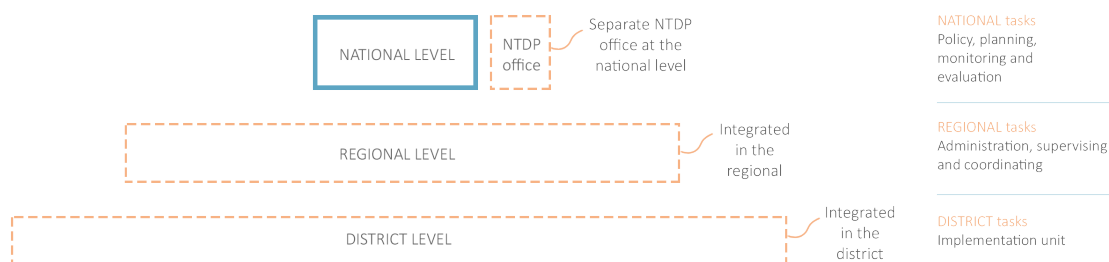 NATIONAL LEVEL
NTDP
office
Separate NTDP
office at the
national level
NATIONAL tasks
Policy, planning,
monitoring and
evaluation
REGIONAL LEVEL
Integrated
in the
regional
REGIONAL tasks
Administration, supervising
and coordinating
DISTRICT LEVEL
Integrated
in the
district
DISTRICT tasks
Implementation unit